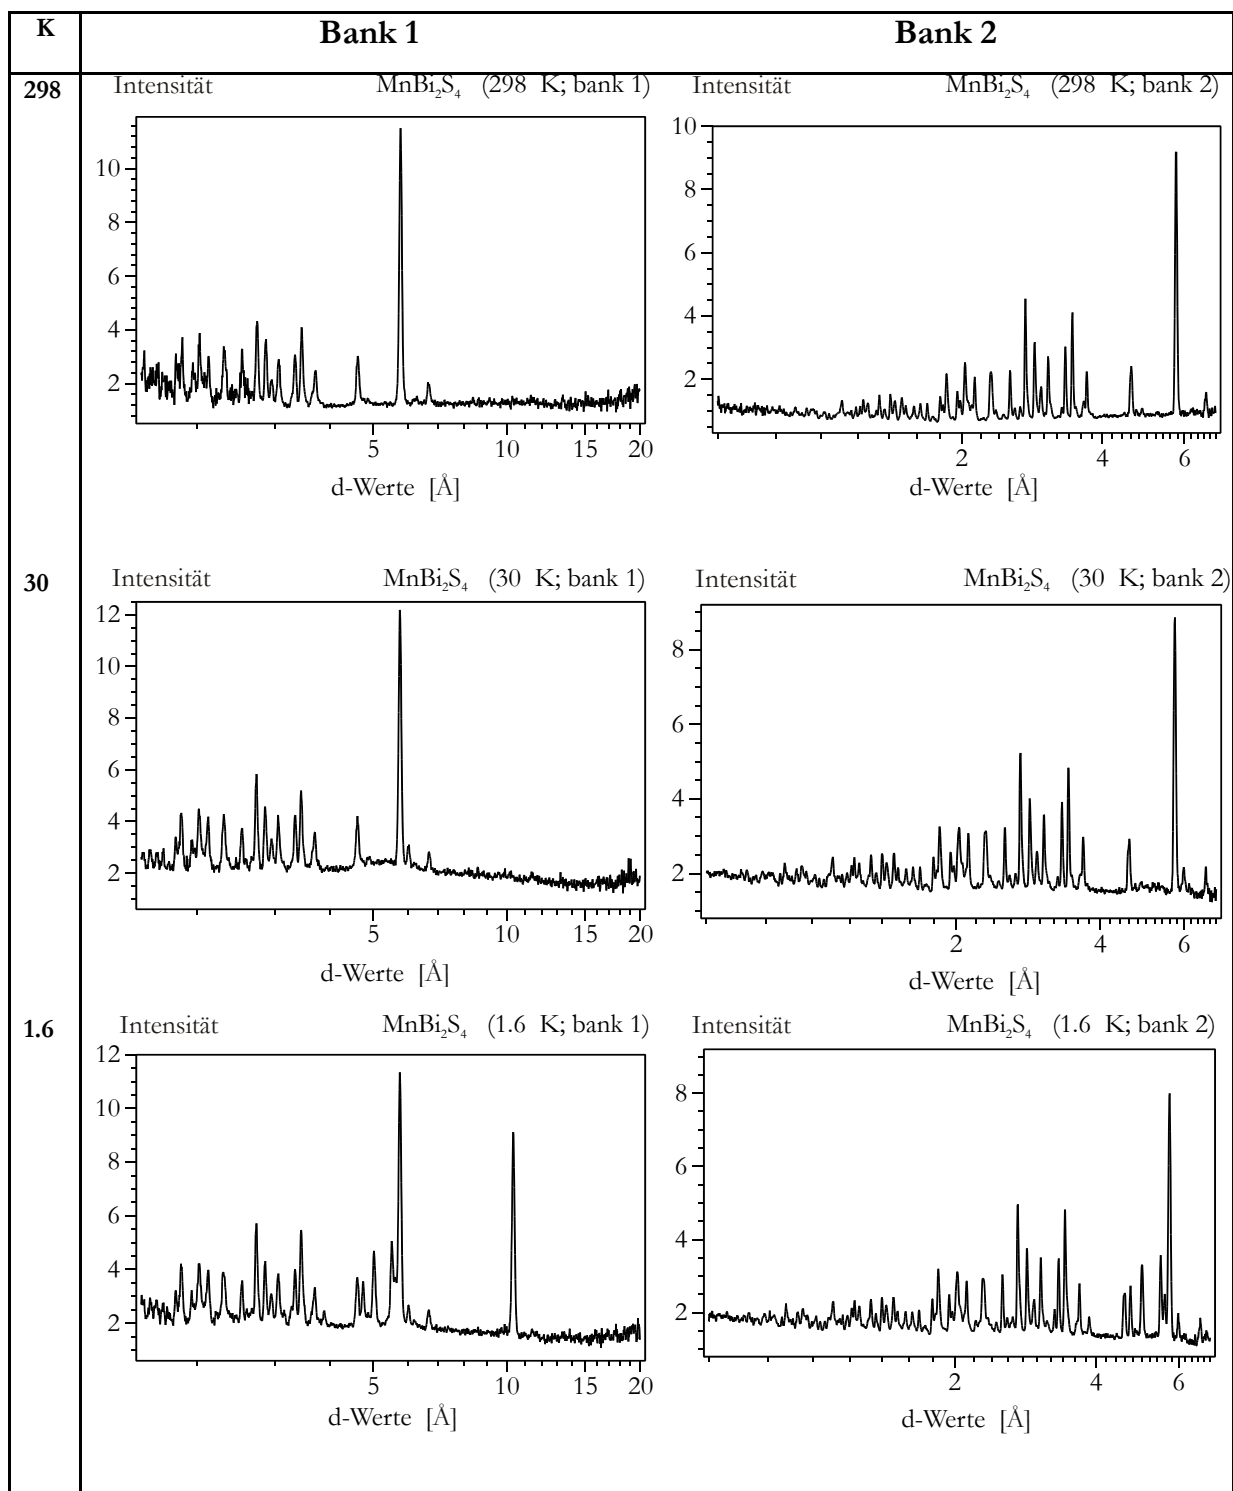 K Bank 1 Bank 2
298 Intensität MnBi₂S₄ (298 K; bank 1) Intensität MnBi₂S₄ (298 K; bank 2)
10 8 6 4 2
10 8 6 4 2
5 10 15 20
2 4 6
d-Werte [Å] d-Werte [Å]
30 Intensität MnBi₂S₄ (30 K; bank 1) Intensität MnBi₂S₄ (30 K; bank 2)
12 10 8 6 4 2
8 6 4 2
5 10 15 20
2 4 6
d-Werte [Å] d-Werte [Å]
1.6 Intensität MnBi₂S₄ (1.6 K; bank 1) Intensität MnBi₂S₄ (1.6 K; bank 2)
12 10 8 6 4 2
8 6 4 2
5 10 15 20
2 4 6
d-Werte [Å] d-Werte [Å]